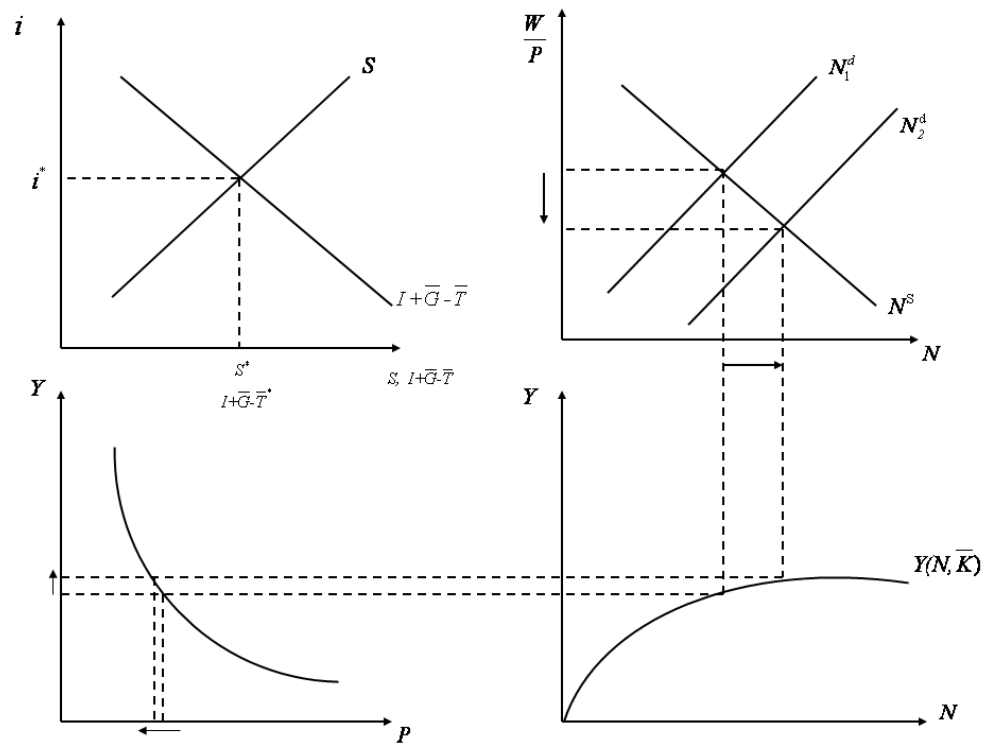 i
S
i*
I + G̅ - T̅
S*
I+G̅-T̅*
S, I+G̅-T̅
W
P
N₁ᵈ
N₂ᵈ
Nˢ
N
Y
P
Y
Y(N, K̅)
N